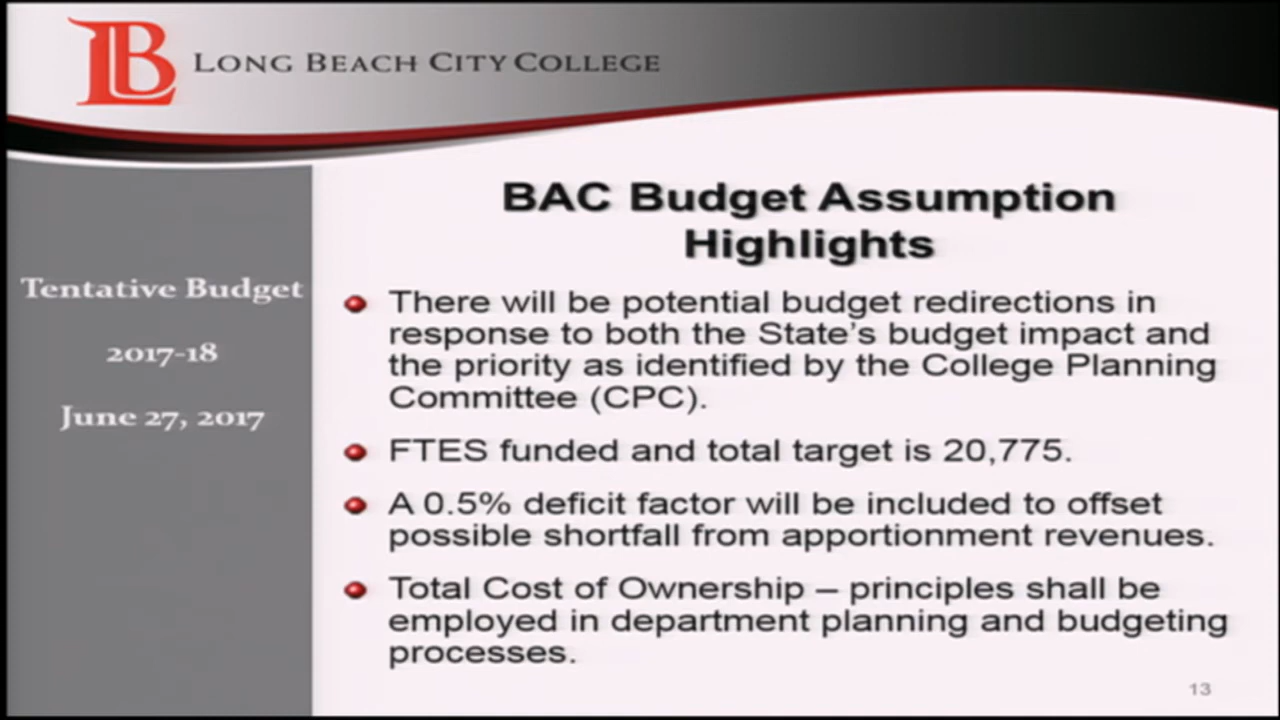 LB LONG BEACH CITY COLLEGE
Tentative Budget
2017-18
June 27, 2017
BAC Budget Assumption
Highlights
There will be potential budget redirections in
response to both the State's budget impact and
the priority as identified by the College Planning
Committee (CPC).
FTES funded and total target is 20,775.
A 0.5% deficit factor will be included to offset
possible shortfall from apportionment revenues.
Total Cost of Ownership – principles shall be
employed in department planning and budgeting
processes.
13